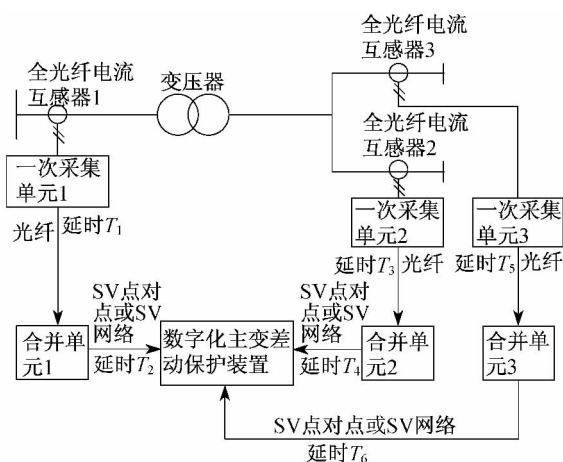 全光纤电流
互感器1
变压器
全光纤电流
互感器3
全光纤电流
互感器2
一次采集
单元1
一次采集
单元2
一次采集
单元3
光纤
延时T1
延时T3
光纤
延时T5
光纤
SV点对
点或SV
网络
延时T2
SV点对
点或SV
网络
延时T4
合并单
元1
数字化主变差
动保护装置
合并单
元2
合并单
元3
SV点对点或SV网络
延时T6